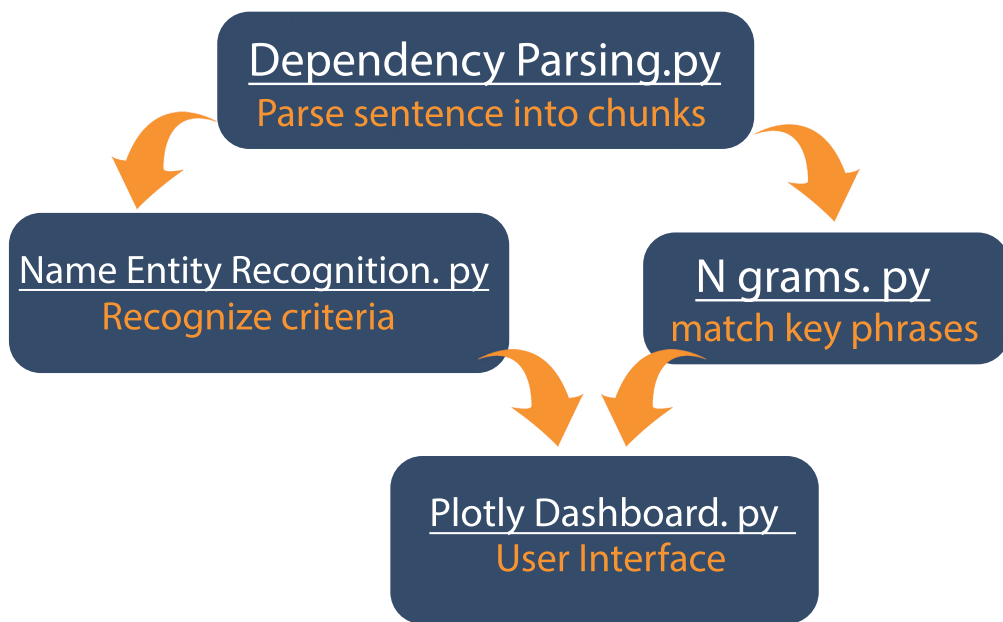 Dependency Parsing.py
Parse sentence into chunks
Name Entity Recognition. py
Recognize criteria
N grams. py
match key phrases
Plotly Dashboard. py
User Interface